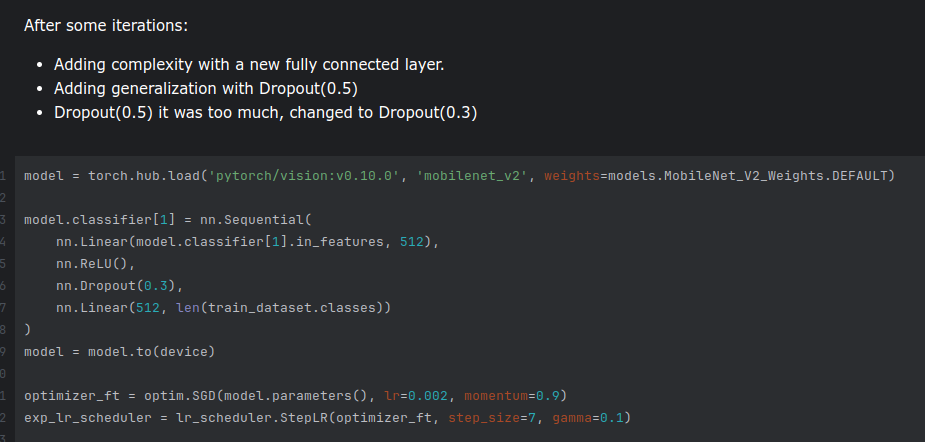 After some iterations:
• Adding complexity with a new fully connected layer.
• Adding generalization with Dropout(0.5)
• Dropout(0.5) it was too much, changed to Dropout(0.3)
1 model = torch.hub.load('pytorch/vision:v0.10.0', 'mobilenet_v2', weights=models.MobileNet_V2_Weights.DEFAULT)
2
3 model.classifier[1] = nn.Sequential(
4     nn.Linear(model.classifier[1].in_features, 512),
5     nn.ReLU(),
6     nn.Dropout(0.3),
7     nn.Linear(512, len(train_dataset.classes))
8 )
9 model = model.to(device)
0
1 optimizer_ft = optim.SGD(model.parameters(), lr=0.002, momentum=0.9)
2 exp_lr_scheduler = lr_scheduler.StepLR(optimizer_ft, step_size=7, gamma=0.1)
3